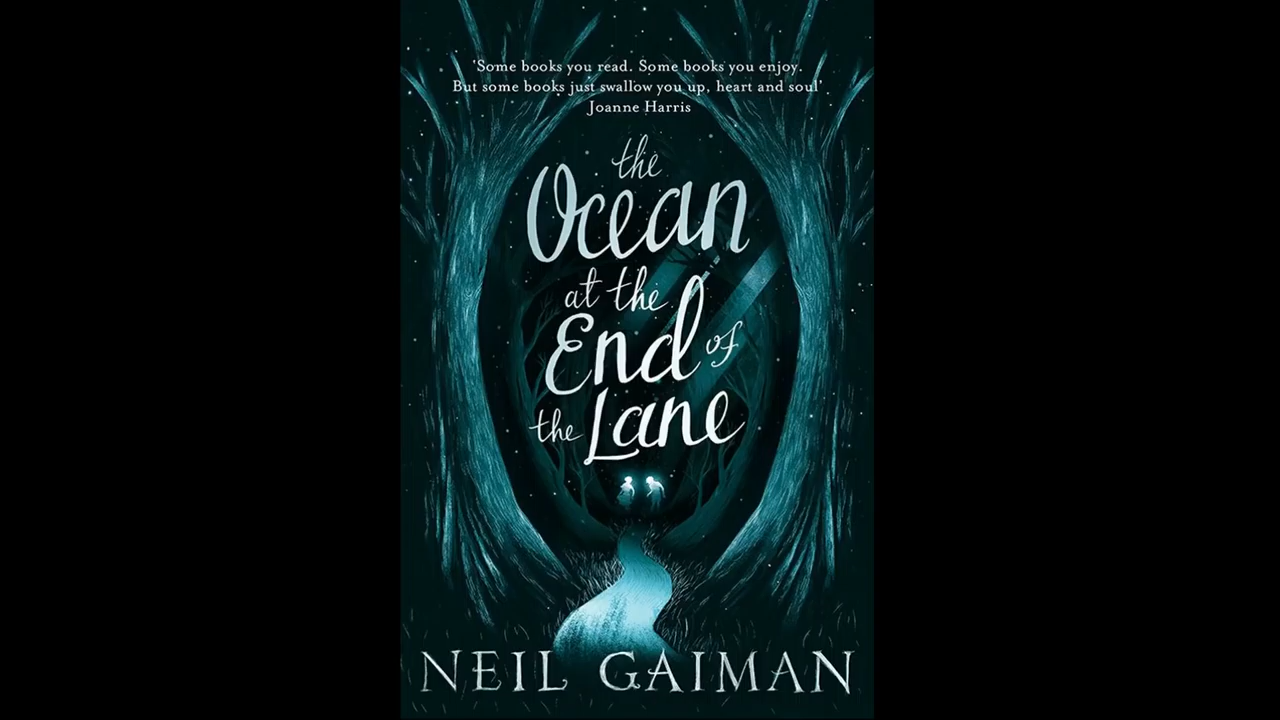 'Some books you read. Some books you enjoy.
But some books just swallow you up, heart and soul'
Joanne Harris
the
Ocean
at the
End of
the Lane
NEIL GAIMAN